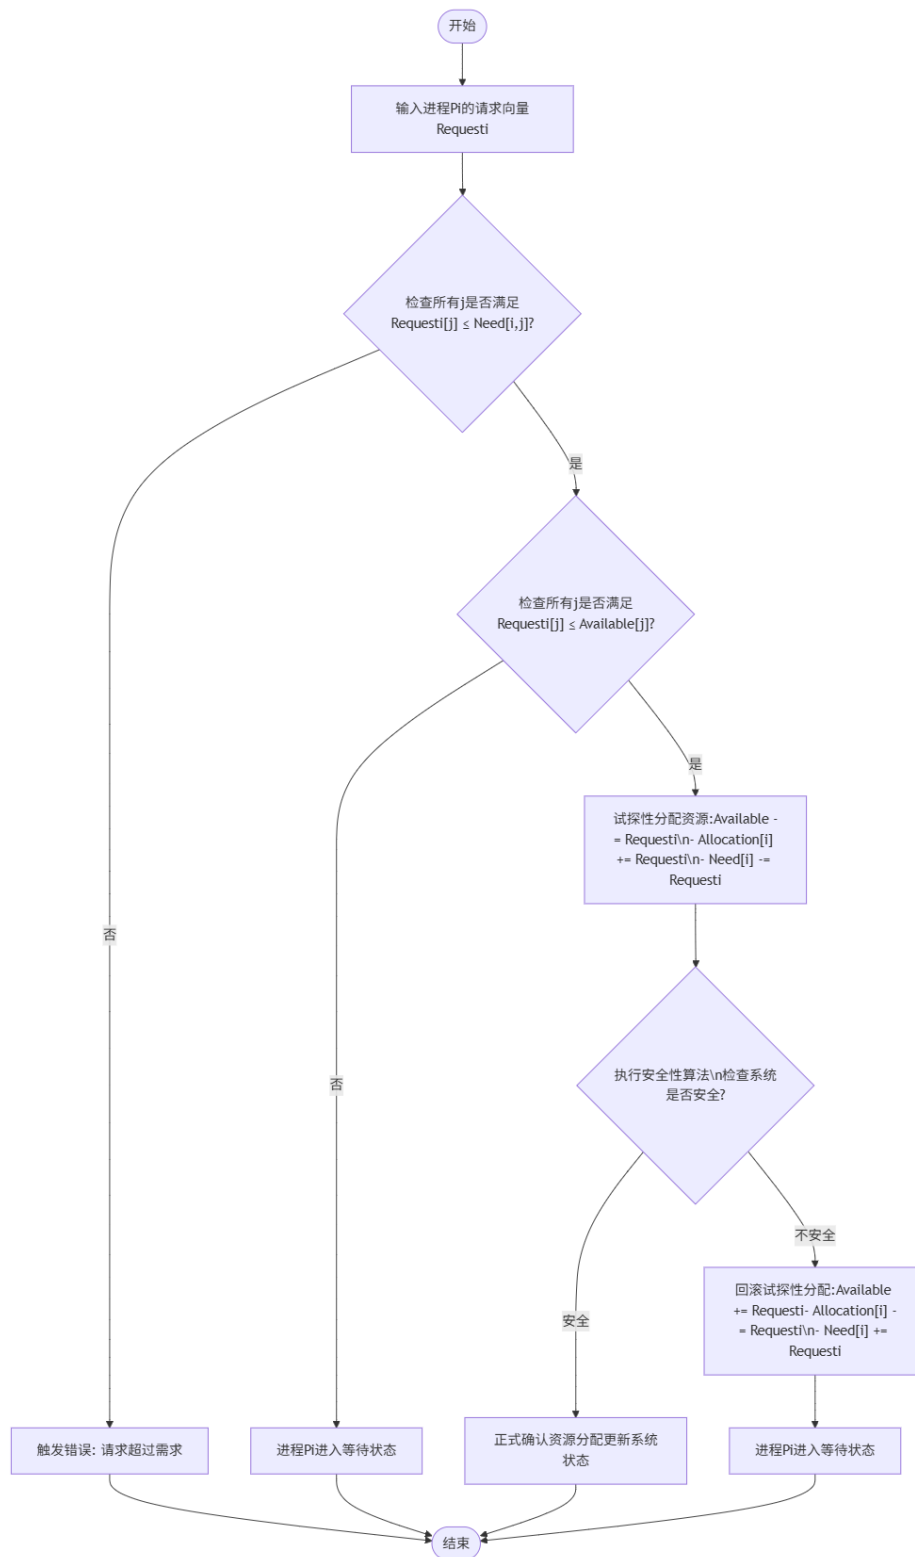 开始
输入进程Pi的请求向量
Requesti
检查所有j是否满足
Requesti[j] ≤ Need[i,j]?
是
检查所有j是否满足
Requesti[j] ≤ Available[j]?
是
试探性分配资源:Available -
= Requesti\n- Allocation[i]
+= Requesti\n- Need[i] -=
Requesti
否
执行安全性算法\n检查系统
是否安全?
否
不安全
回滚试探性分配:Available
+= Requesti- Allocation[i] -
= Requesti\n- Need[i] +=
Requesti
安全
触发错误: 请求超过需求
进程Pi进入等待状态
正式确认资源分配更新系统
状态
进程Pi进入等待状态
结束